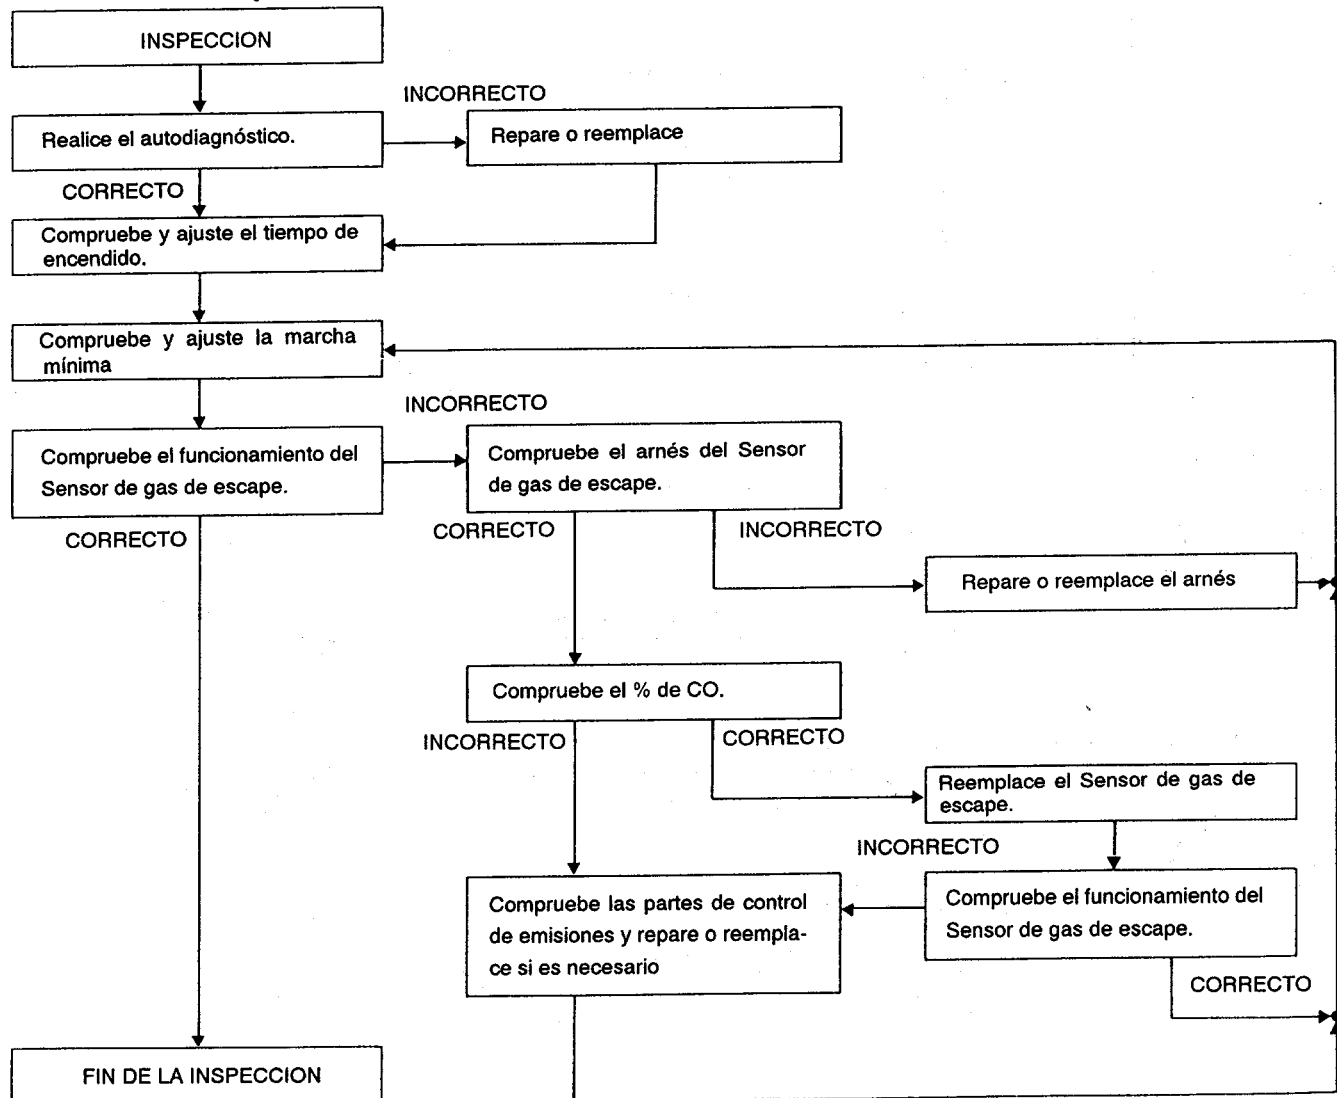 INSPECCION
INCORRECTO
Realice el autodiagnóstico.
Repare o reemplace
CORRECTO
Compruebe y ajuste el tiempo de
encendido.
Compruebe y ajuste la marcha
mínima
INCORRECTO
Compruebe el funcionamiento del
Sensor de gas de escape.
Compruebe el arnés del Sensor
de gas de escape.
CORRECTO
CORRECTO
INCORRECTO
Repare o reemplace el arnés
Compruebe el % de CO.
INCORRECTO
CORRECTO
Reemplace el Sensor de gas de
escape.
INCORRECTO
Compruebe las partes de control
de emisiones y repare o reempla-
ce si es necesario
Compruebe el funcionamiento del
Sensor de gas de escape.
CORRECTO
FIN DE LA INSPECCION